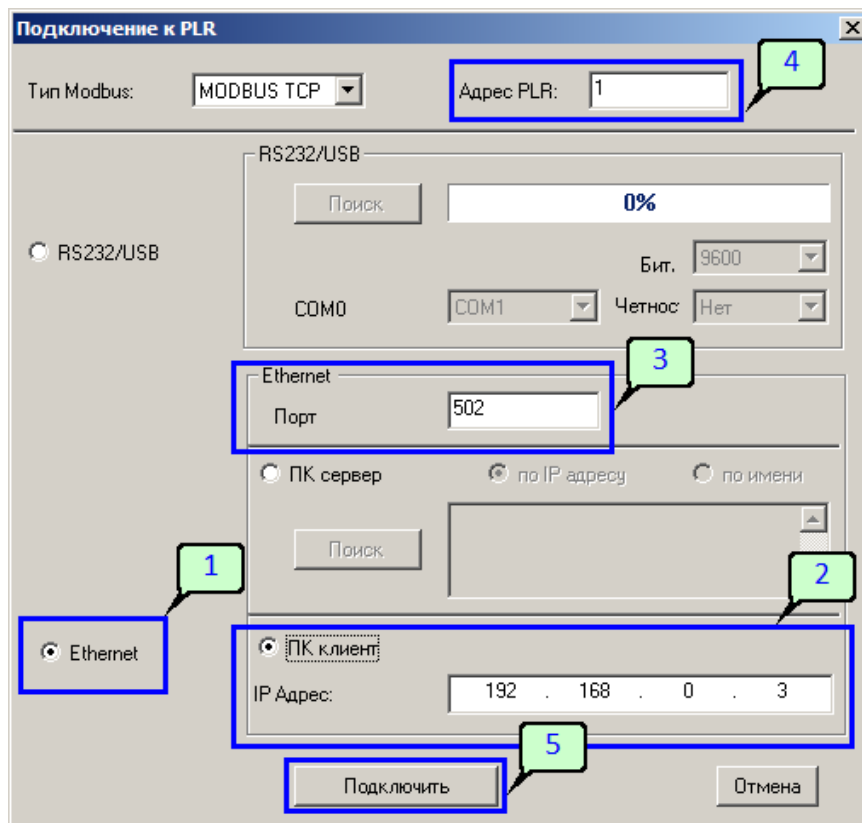 Подключение к PLR
4
Тип Modbus: MODBUS TCP Адрес PLR: 1
RS232/USB
Поиск 0%
RS232/USB
Бит. 9600
COM0 COM1 Четнос Нет
3
Ethernet
Порт 502
ПК сервер по IP адресу по имени
Поиск
1
2
Ethernet
ПК клиент
IP Адрес: 192 . 168 . 0 . 3
5
Подключить Отмена